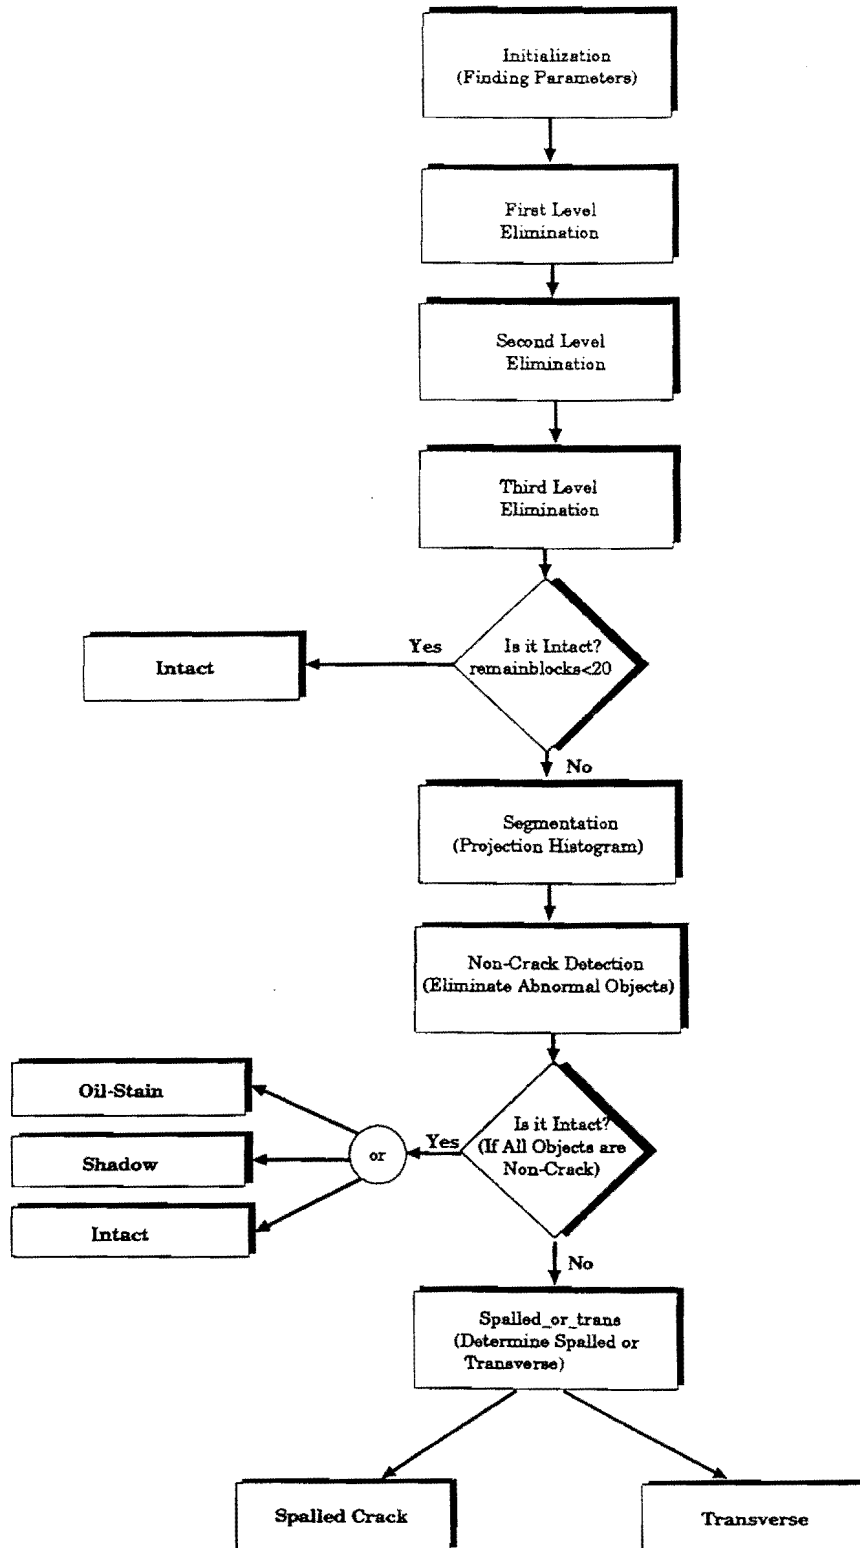 Initialization
(Finding Parameters)
First Level
Elimination
Second Level
Elimination
Third Level
Elimination
Is it Intact?
remainblocks<20
Yes
Intact
No
Segmentation
(Projection Histogram)
Non-Crack Detection
(Eliminate Abnormal Objects)
Is it Intact?
(If All Objects are
Non-Crack)
Yes
or
Oil-Stain
Shadow
Intact
No
Spalled_or_trans
(Determine Spalled or
Transverse)
Spalled Crack
Transverse